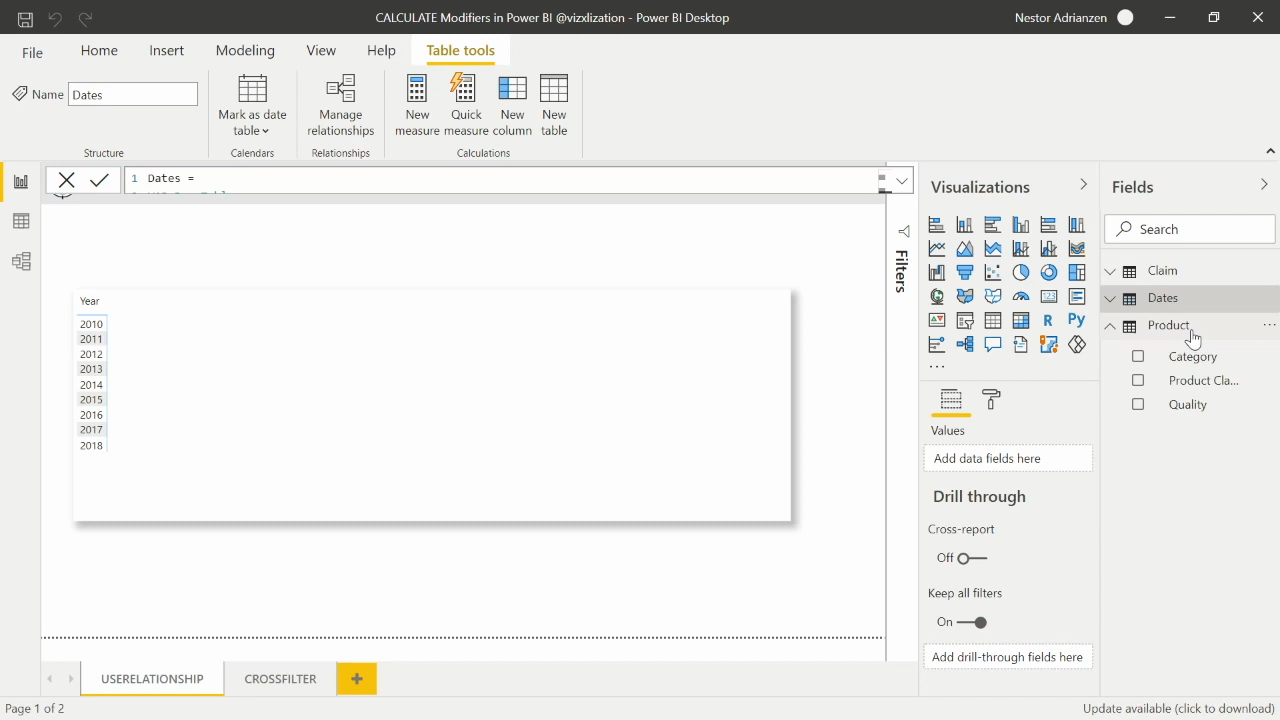 CALCULATE Modifiers in Power BI @vizxlization - Power BI Desktop
Nestor Adrianzen
File
Home
Insert
Modeling
View
Help
Table tools
Name
Dates
Structure
Mark as date
table
Calendars
Manage
relationships
Relationships
New
measure
Quick
measure
New
column
New
table
Calculations
1 Dates =
Filters
Year
2010
2011
2012
2013
2014
2015
2016
2017
2018
Visualizations
R
Py
123
...
Values
Add data fields here
Drill through
Cross-report
Off
Keep all filters
On
Add drill-through fields here
Fields
Search
Claim
Dates
Product
...
Category
Product Cla...
Quality
USERELATIONSHIP
CROSSFILTER
+
Page 1 of 2
Update available (click to download)